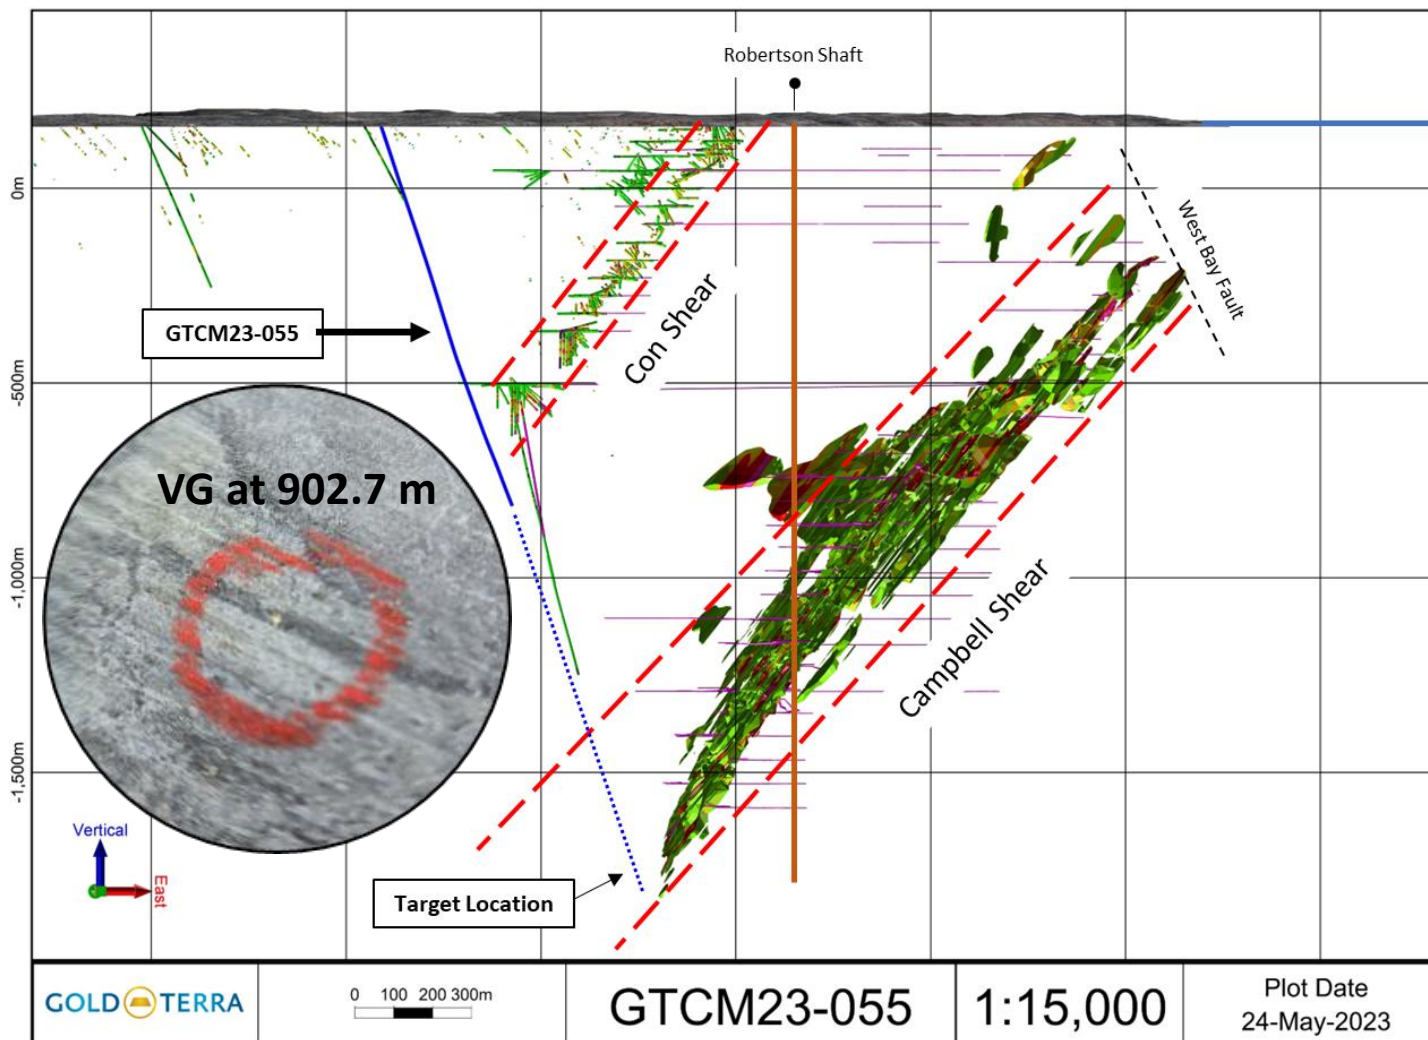 Robertson Shaft
0m
West Bay Fault
GTCM23-055
Con Shear
-500m
VG at 902.7 m
-1,000m
Campbell Shear
-1,500m
Vertical
East
Target Location
GOLD TERRA
0 100 200 300m
GTCM23-055
1:15,000
Plot Date
24-May-2023